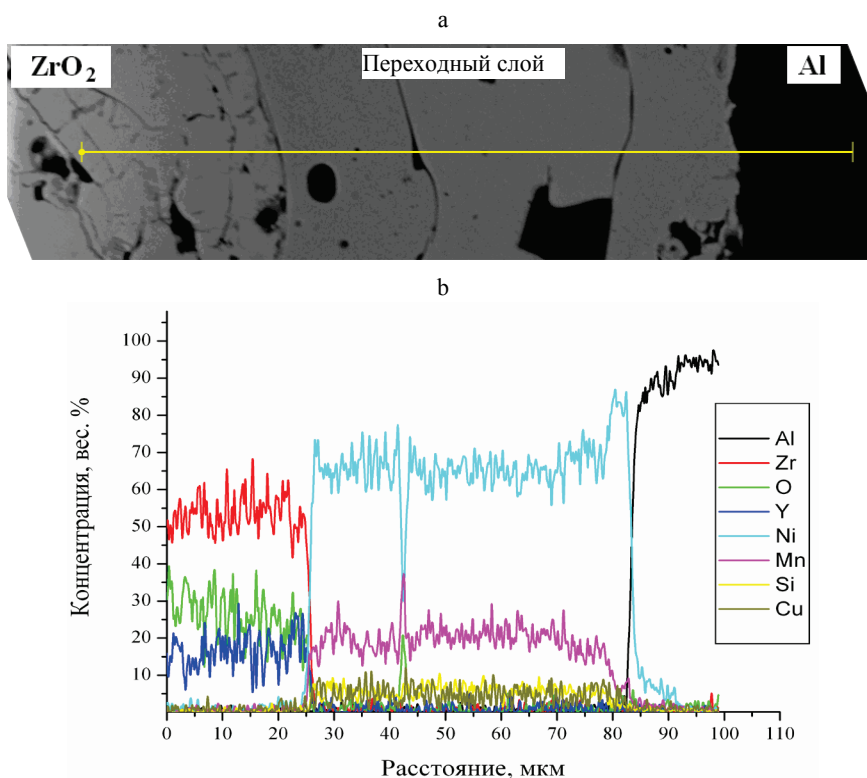 a
ZrO₂
Переходный слой
Al
b
Концентрация, вес. %
100
90
80
70
60
50
40
30
20
10
0
10
20
30
40
50
60
70
80
90
100
110
Расстояние, мкм
Al
Zr
O
Y
Ni
Mn
Si
Cu